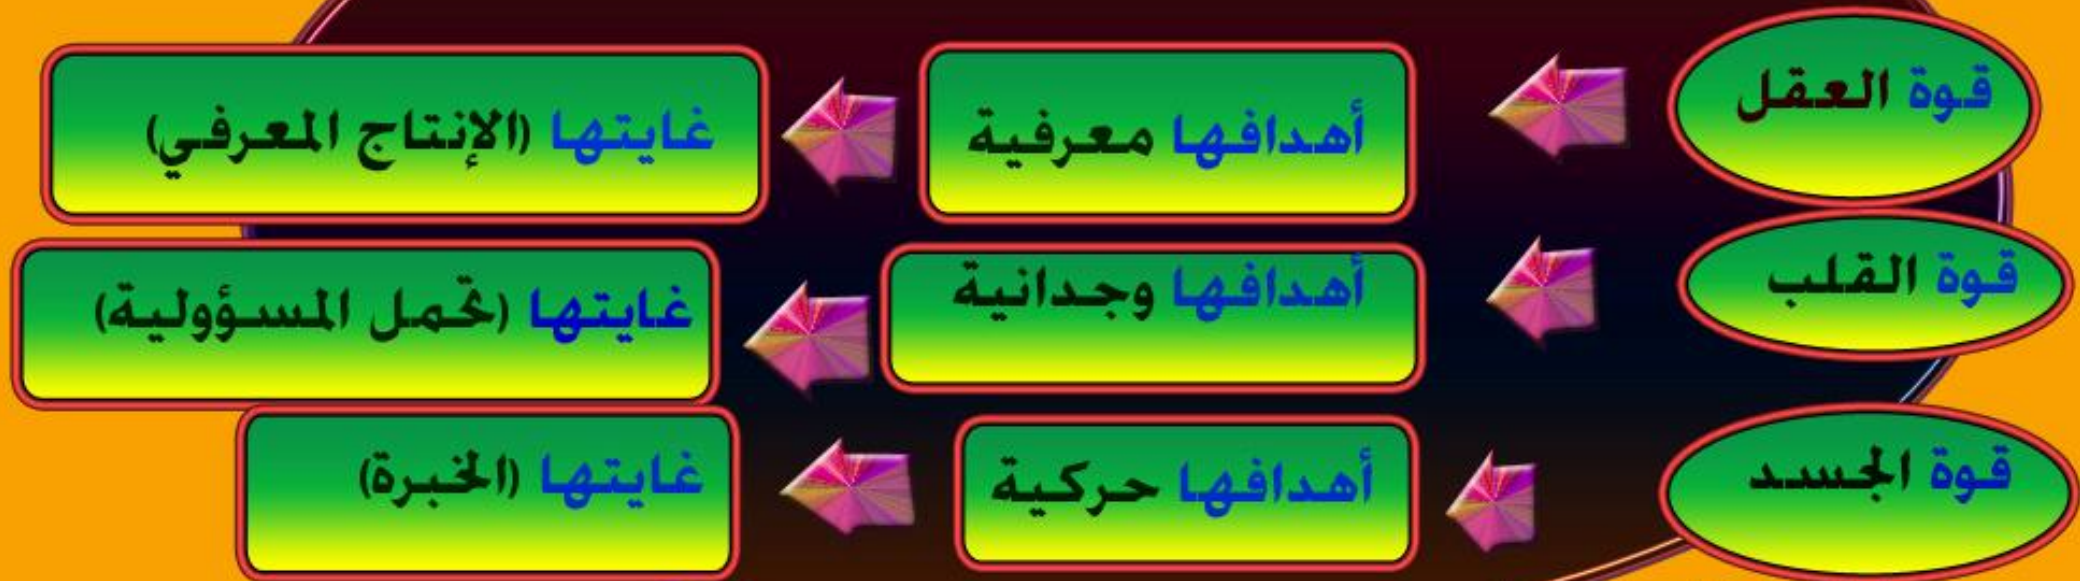 قوة العقل
أهدافها معرفية
غايتها (الإنتاج المعرفي)
قوة القلب
أهدافها وجدانية
غايتها (تحمل المسؤولية)
قوة الجسد
أهدافها حركية
غايتها (الخبرة)